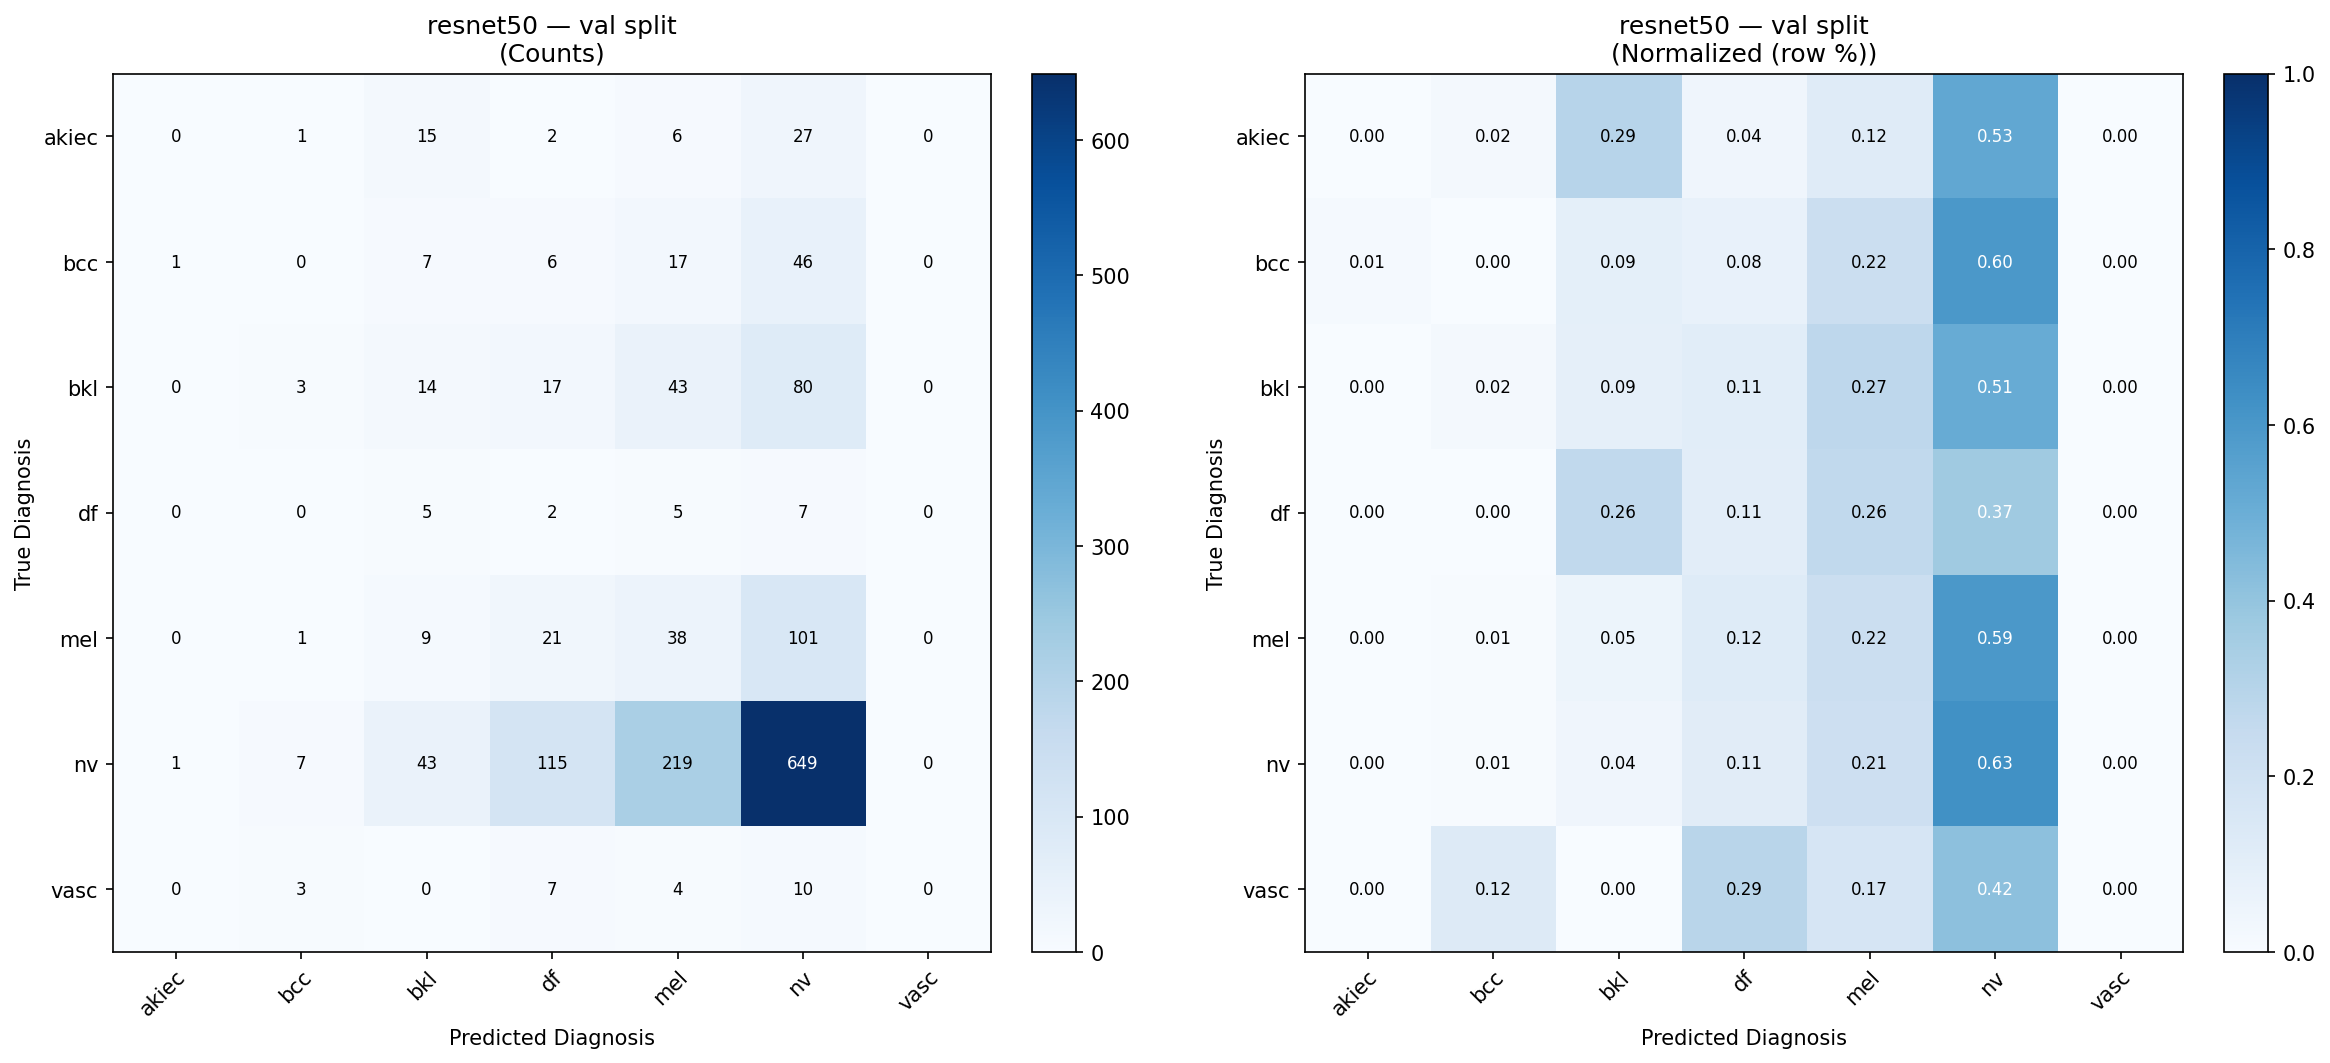 resnet50 — val split
(Counts)
akiec 0 1 15 2 6 27 0
bcc 1 0 7 6 17 46 0
bkl 0 3 14 17 43 80 0
df 0 0 5 2 5 7 0
mel 0 1 9 21 38 101 0
nv 1 7 43 115 219 649 0
vasc 0 3 0 7 4 10 0
akiec bcc bkl df mel nv vasc
True Diagnosis
Predicted Diagnosis
600
500
400
300
200
100
0
resnet50 — val split
(Normalized (row %))
akiec 0.00 0.02 0.29 0.04 0.12 0.53 0.00
bcc 0.01 0.00 0.09 0.08 0.22 0.60 0.00
bkl 0.00 0.02 0.09 0.11 0.27 0.51 0.00
df 0.00 0.00 0.26 0.11 0.26 0.37 0.00
mel 0.00 0.01 0.05 0.12 0.22 0.59 0.00
nv 0.00 0.01 0.04 0.11 0.21 0.63 0.00
vasc 0.00 0.12 0.00 0.29 0.17 0.42 0.00
akiec bcc bkl df mel nv vasc
True Diagnosis
Predicted Diagnosis
1.0
0.8
0.6
0.4
0.2
0.0